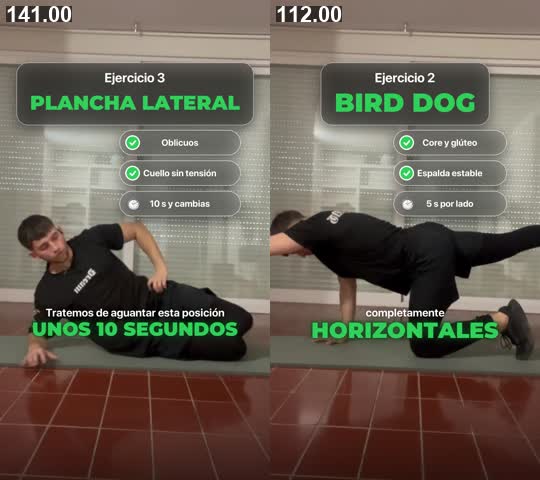 141.00
Ejercicio 3
PLANCHA LATERAL
Oblicuos
Cuello sin tensión
10 s y cambias
Tratemos de aguantar esta posición
UNOS 10 SEGUNDOS
112.00
Ejercicio 2
BIRD DOG
Core y glúteo
Espalda estable
5 s por lado
completamente
HORIZONTALES